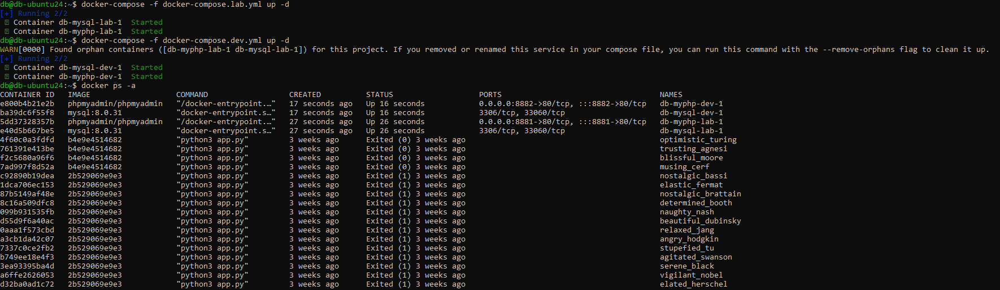 db@db-ubuntu24:~$ docker-compose -f docker-compose.lab.yml up -d
[+] Running 2/2
Container db-mysql-lab-1 Started
Container db-myphp-lab-1 Started
db@db-ubuntu24:~$ docker-compose -f docker-compose.dev.yml up -d
WARN[0000] Found orphan containers ([db-myphp-lab-1 db-mysql-lab-1]) for this project. If you removed or renamed this service in your compose file, you can run this command with the --remove-orphans flag to clean it up.
[+] Running 2/2
Container db-mysql-dev-1 Started
Container db-myphp-dev-1 Started
db@db-ubuntu24:~$ docker ps -a
CONTAINER ID IMAGE COMMAND CREATED STATUS PORTS NAMES
e800b4b21e2b phpmyadmin/phpmyadmin "/docker-entrypoint.…" 17 seconds ago Up 16 seconds 0.0.0.0:8882->80/tcp, :::8882->80/tcp db-myphp-dev-1
ba39dc6f55f8 mysql:8.0.31 "docker-entrypoint.s…" 17 seconds ago Up 16 seconds 3306/tcp, 33060/tcp db-mysql-dev-1
5dd37328357b phpmyadmin/phpmyadmin "/docker-entrypoint.…" 27 seconds ago Up 26 seconds 0.0.0.0:8881->80/tcp, :::8881->80/tcp db-myphp-lab-1
e40d5b667be5 mysql:8.0.31 "docker-entrypoint.s…" 27 seconds ago Up 26 seconds 3306/tcp, 33060/tcp db-mysql-lab-1
4f60c0a3fdfd b4e9e4514682 "python3 app.py" 3 weeks ago Exited (0) 3 weeks ago optimistic_turing
761391e413be b4e9e4514682 "python3 app.py" 3 weeks ago Exited (0) 3 weeks ago trusting_agnesi
f2c5680a96f6 b4e9e4514682 "python3 app.py" 3 weeks ago Exited (0) 3 weeks ago blissful_moore
7ad997f8d52a b4e9e4514682 "python3 app.py" 3 weeks ago Exited (0) 3 weeks ago musing_cerf
c92890b19dea 2b529069e9e3 "python3 app.py" 3 weeks ago Exited (1) 3 weeks ago nostalgic_bassi
1dca706ec153 2b529069e9e3 "python3 app.py" 3 weeks ago Exited (1) 3 weeks ago elastic_fermat
87b5149af48e 2b529069e9e3 "python3 app.py" 3 weeks ago Exited (1) 3 weeks ago nostalgic_brattain
8c16a509dfc8 2b529069e9e3 "python3 app.py" 3 weeks ago Exited (1) 3 weeks ago determined_booth
099b931535fb 2b529069e9e3 "python3 app.py" 3 weeks ago Exited (1) 3 weeks ago naughty_nash
d55d9f6a40ac 2b529069e9e3 "python3 app.py" 3 weeks ago Exited (1) 3 weeks ago beautiful_dubinsky
0aaa1f573cbd 2b529069e9e3 "python3 app.py" 3 weeks ago Exited (1) 3 weeks ago relaxed_jang
a3cb1da42c07 2b529069e9e3 "python3 app.py" 3 weeks ago Exited (1) 3 weeks ago angry_hodgkin
7337c0ce2fb2 2b529069e9e3 "python3 app.py" 3 weeks ago Exited (1) 3 weeks ago stupefied_tu
b749ee18e4f3 2b529069e9e3 "python3 app.py" 3 weeks ago Exited (1) 3 weeks ago agitated_swanson
3ea93395ba4d 2b529069e9e3 "python3 app.py" 3 weeks ago Exited (1) 3 weeks ago serene_black
a6ffe2626053 2b529069e9e3 "python3 app.py" 3 weeks ago Exited (1) 3 weeks ago vigilant_nobel
d32ba0ad1c72 2b529069e9e3 "python3 app.py" 3 weeks ago Exited (1) 3 weeks ago elated_herschel